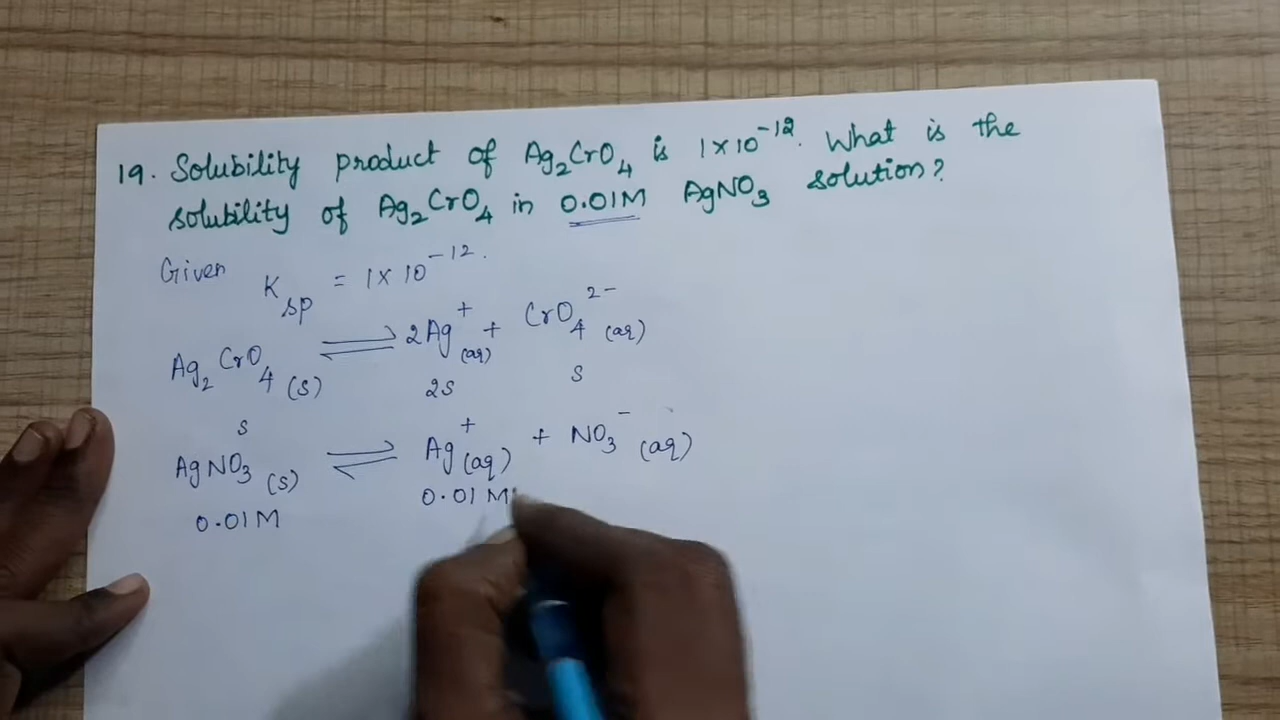 19. Solubility product of Ag₂CrO₄ is 1×10⁻¹². What is the
solubility of Ag₂CrO₄ in 0.01M AgNO₃ solution?
Given Ksp = 1×10⁻¹².
Ag₂CrO₄(s) ⇌ 2Ag⁺(aq) + CrO₄²⁻(aq)
s 2s s
AgNO₃(s) ⇌ Ag⁺(aq) + NO₃⁻(aq)
0.01M 0.01M